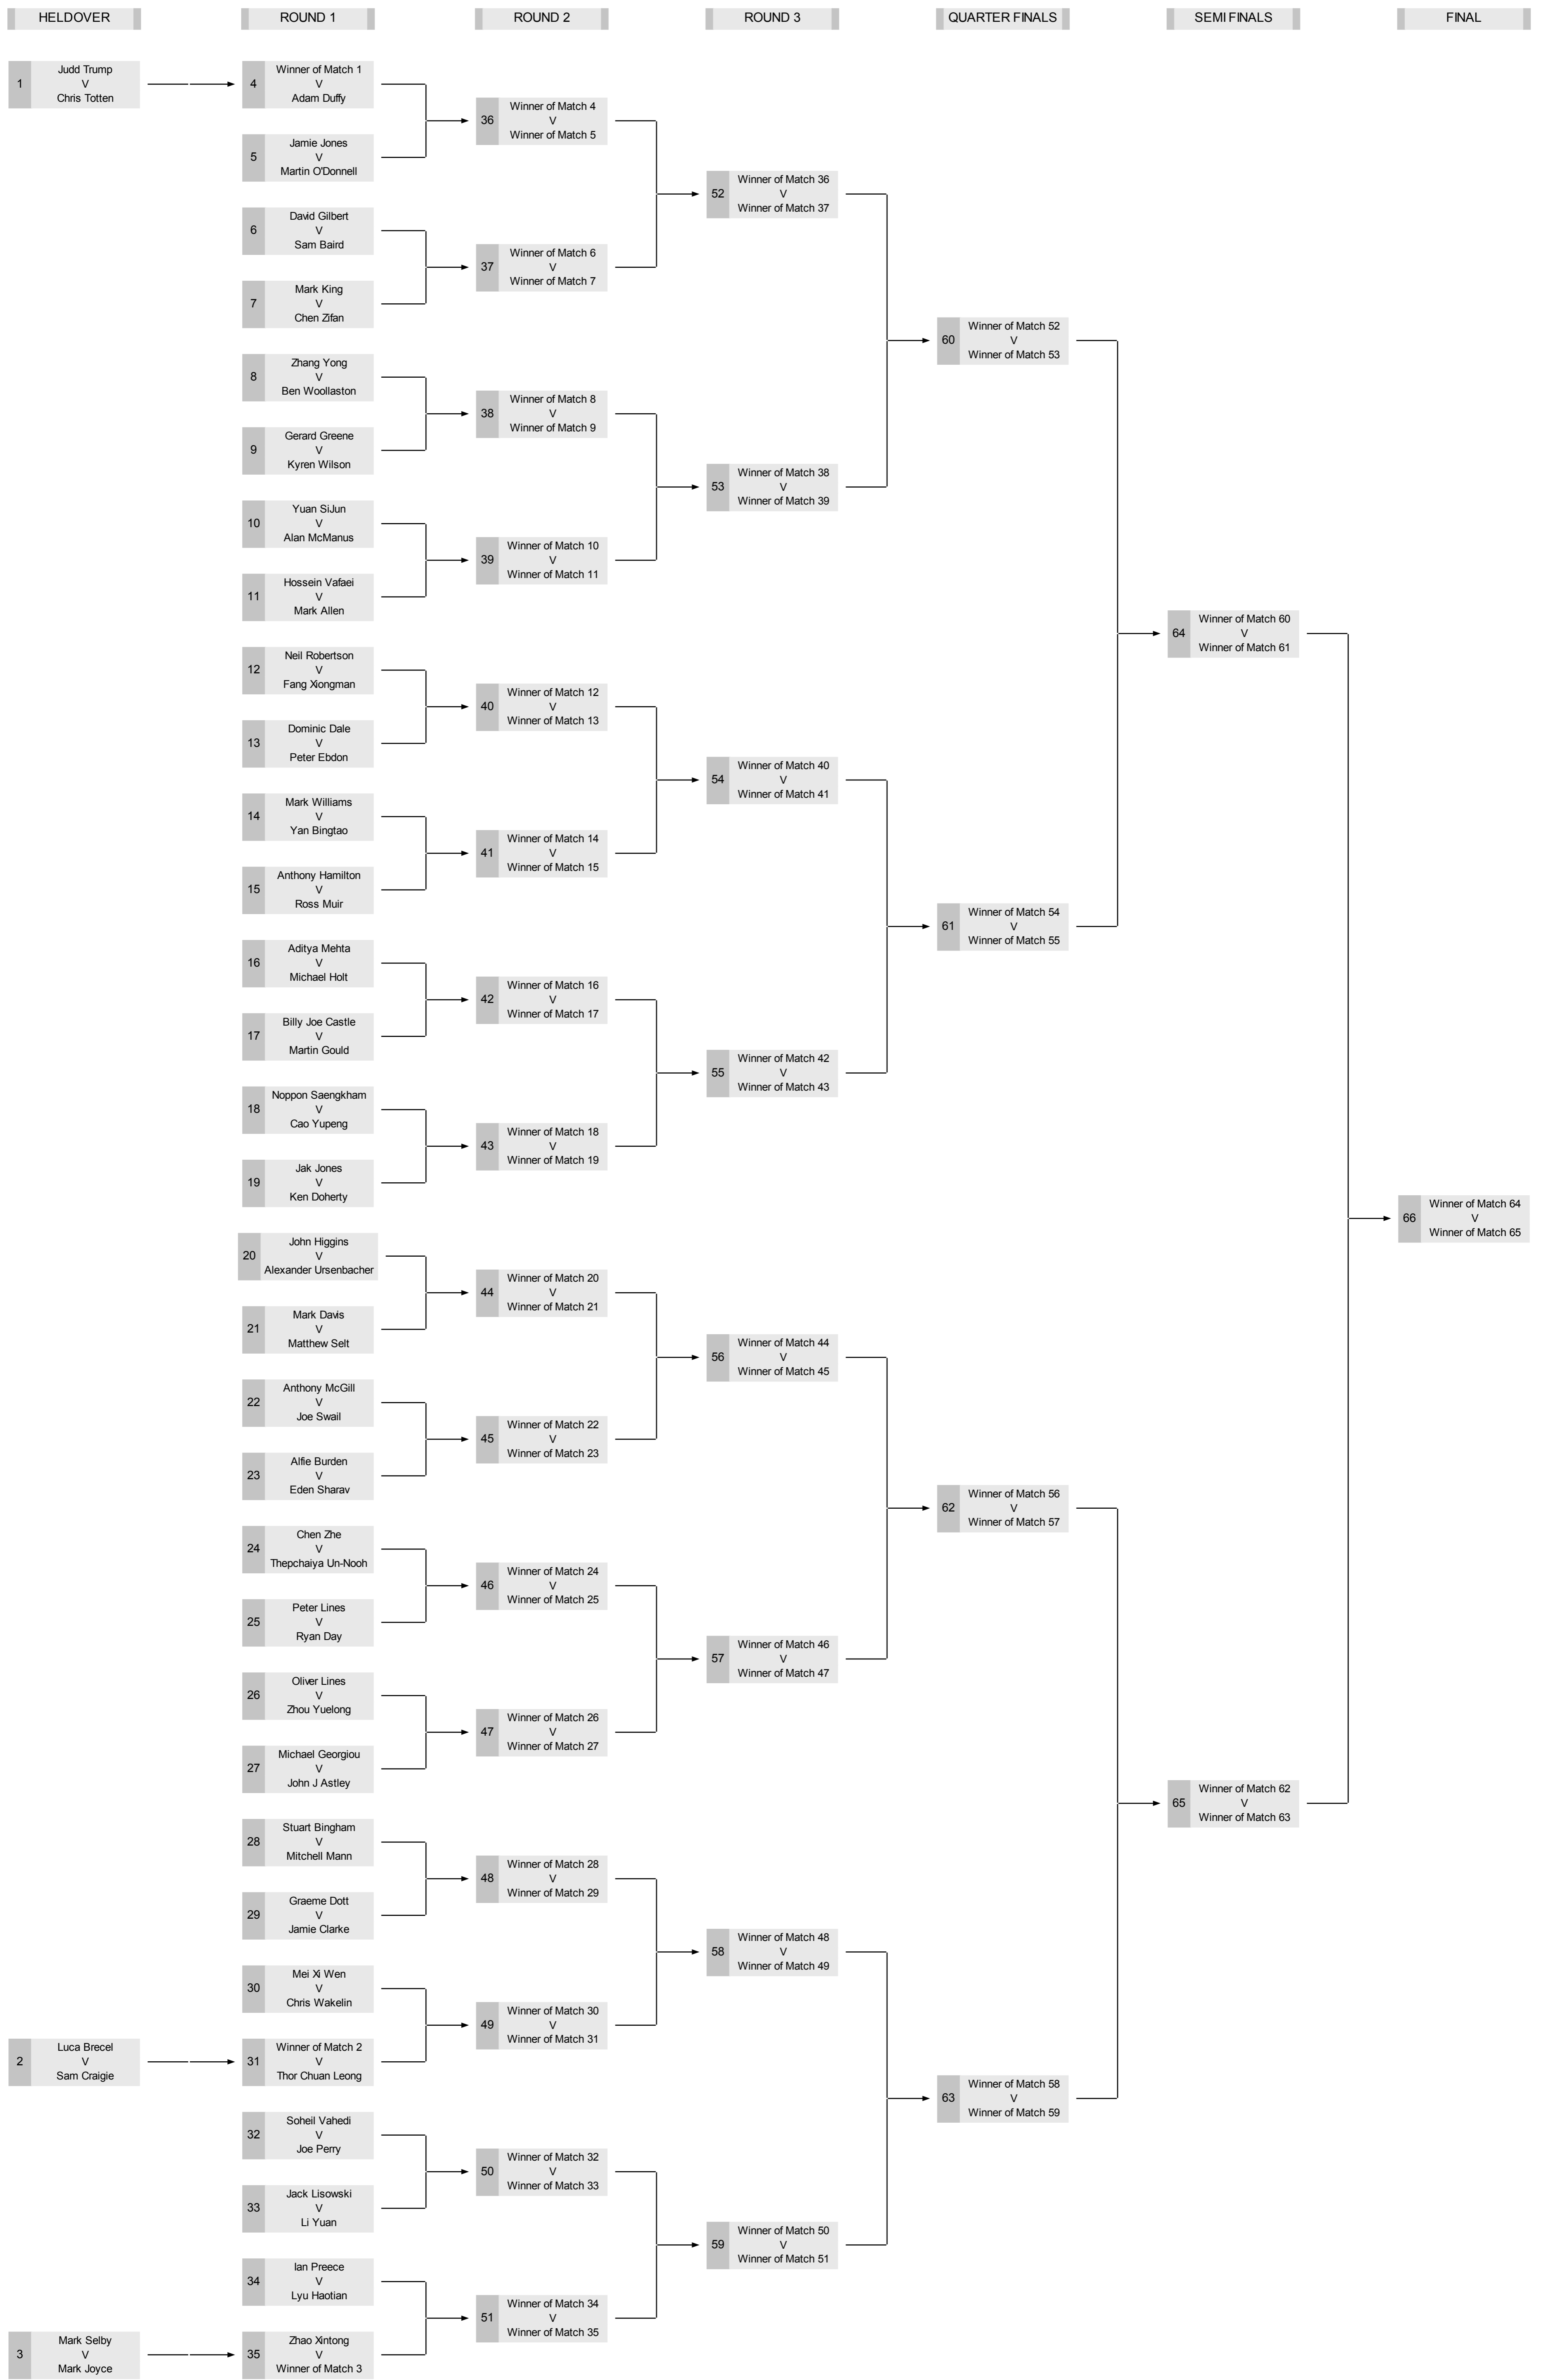 HELDOVER
ROUND 1
ROUND 2
ROUND 3
QUARTER FINALS
SEMI FINALS
FINAL
1
Judd Trump
V
Chris Totten
2
Luca Brecel
V
Sam Craigie
3
Mark Selby
V
Mark Joyce
4
Winner of Match 1
V
Adam Duffy
5
Jamie Jones
V
Martin O'Donnell
6
David Gilbert
V
Sam Baird
7
Mark King
V
Chen Zifan
8
Zhang Yong
V
Ben Woollaston
9
Gerard Greene
V
Kyren Wilson
10
Yuan SiJun
V
Alan McManus
11
Hossein Vafaei
V
Mark Allen
12
Neil Robertson
V
Fang Xiongman
13
Dominic Dale
V
Peter Ebdon
14
Mark Williams
V
Yan Bingtao
15
Anthony Hamilton
V
Ross Muir
16
Aditya Mehta
V
Michael Holt
17
Billy Joe Castle
V
Martin Gould
18
Noppon Saengkham
V
Cao Yupeng
19
Jak Jones
V
Ken Doherty
20
John Higgins
V
Alexander Ursenbacher
21
Mark Davis
V
Matthew Selt
22
Anthony McGill
V
Joe Swail
23
Alfie Burden
V
Eden Sharav
24
Chen Zhe
V
Thepchaiya Un-Nooh
25
Peter Lines
V
Ryan Day
26
Oliver Lines
V
Zhou Yuelong
27
Michael Georgiou
V
John J Astley
28
Stuart Bingham
V
Mitchell Mann
29
Graeme Dott
V
Jamie Clarke
30
Mei Xi Wen
V
Chris Wakelin
31
Winner of Match 2
V
Thor Chuan Leong
32
Soheil Vahedi
V
Joe Perry
33
Jack Lisowski
V
Li Yuan
34
Ian Preece
V
Lyu Haotian
35
Zhao Xintong
V
Winner of Match 3
36
Winner of Match 4
V
Winner of Match 5
37
Winner of Match 6
V
Winner of Match 7
38
Winner of Match 8
V
Winner of Match 9
39
Winner of Match 10
V
Winner of Match 11
40
Winner of Match 12
V
Winner of Match 13
41
Winner of Match 14
V
Winner of Match 15
42
Winner of Match 16
V
Winner of Match 17
43
Winner of Match 18
V
Winner of Match 19
44
Winner of Match 20
V
Winner of Match 21
45
Winner of Match 22
V
Winner of Match 23
46
Winner of Match 24
V
Winner of Match 25
47
Winner of Match 26
V
Winner of Match 27
48
Winner of Match 28
V
Winner of Match 29
49
Winner of Match 30
V
Winner of Match 31
50
Winner of Match 32
V
Winner of Match 33
51
Winner of Match 34
V
Winner of Match 35
52
Winner of Match 36
V
Winner of Match 37
53
Winner of Match 38
V
Winner of Match 39
54
Winner of Match 40
V
Winner of Match 41
55
Winner of Match 42
V
Winner of Match 43
56
Winner of Match 44
V
Winner of Match 45
57
Winner of Match 46
V
Winner of Match 47
58
Winner of Match 48
V
Winner of Match 49
59
Winner of Match 50
V
Winner of Match 51
60
Winner of Match 52
V
Winner of Match 53
61
Winner of Match 54
V
Winner of Match 55
62
Winner of Match 56
V
Winner of Match 57
63
Winner of Match 58
V
Winner of Match 59
64
Winner of Match 60
V
Winner of Match 61
65
Winner of Match 62
V
Winner of Match 63
66
Winner of Match 64
V
Winner of Match 65